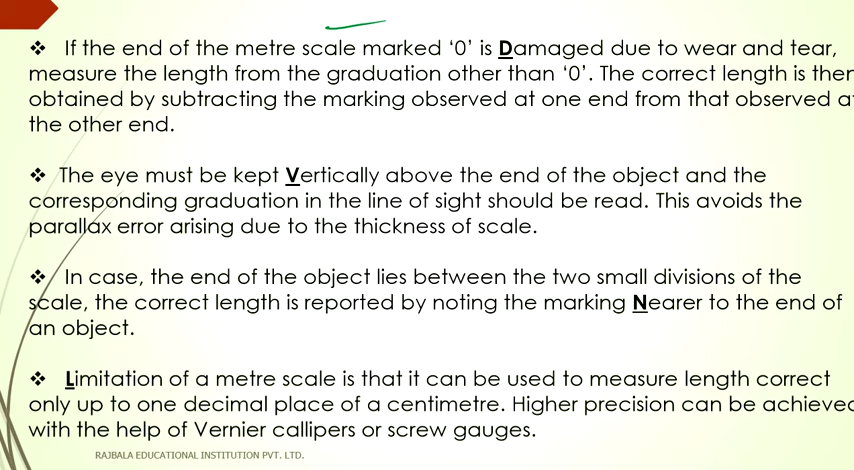 ❖ If the end of the metre scale marked ‘0’ is Damaged due to wear and tear,
measure the length from the graduation other than ‘0’. The correct length is then
obtained by subtracting the marking observed at one end from that observed at
the other end.
❖ The eye must be kept Vertically above the end of the object and the
corresponding graduation in the line of sight should be read. This avoids the
parallax error arising due to the thickness of scale.
❖ In case, the end of the object lies between the two small divisions of the
scale, the correct length is reported by noting the marking Nearer to the end of
an object.
❖ Limitation of a metre scale is that it can be used to measure length correct
only up to one decimal place of a centimetre. Higher precision can be achieved
with the help of Vernier callipers or screw gauges.
RAJBALA EDUCATIONAL INSTITUTION PVT. LTD.